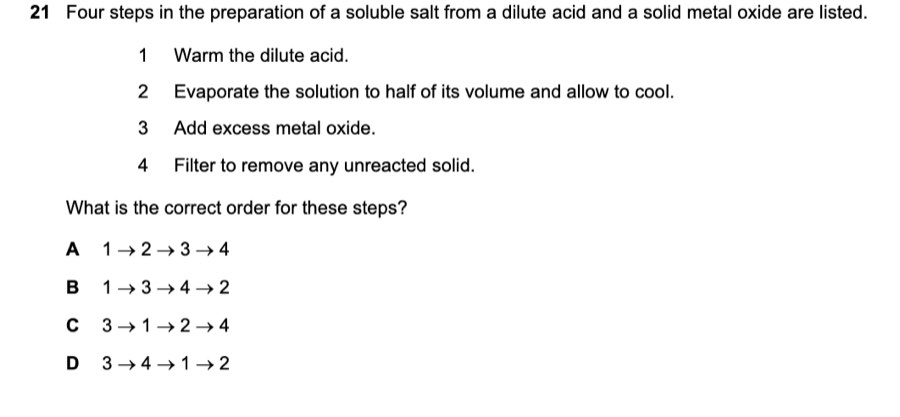 21 Four steps in the preparation of a soluble salt from a dilute acid and a solid metal oxide are listed.
1 Warm the dilute acid.
2 Evaporate the solution to half of its volume and allow to cool.
3 Add excess metal oxide.
4 Filter to remove any unreacted solid.
What is the correct order for these steps?
A 1 → 2 → 3 → 4
B 1 → 3 → 4 → 2
C 3 → 1 → 2 → 4
D 3 → 4 → 1 → 2